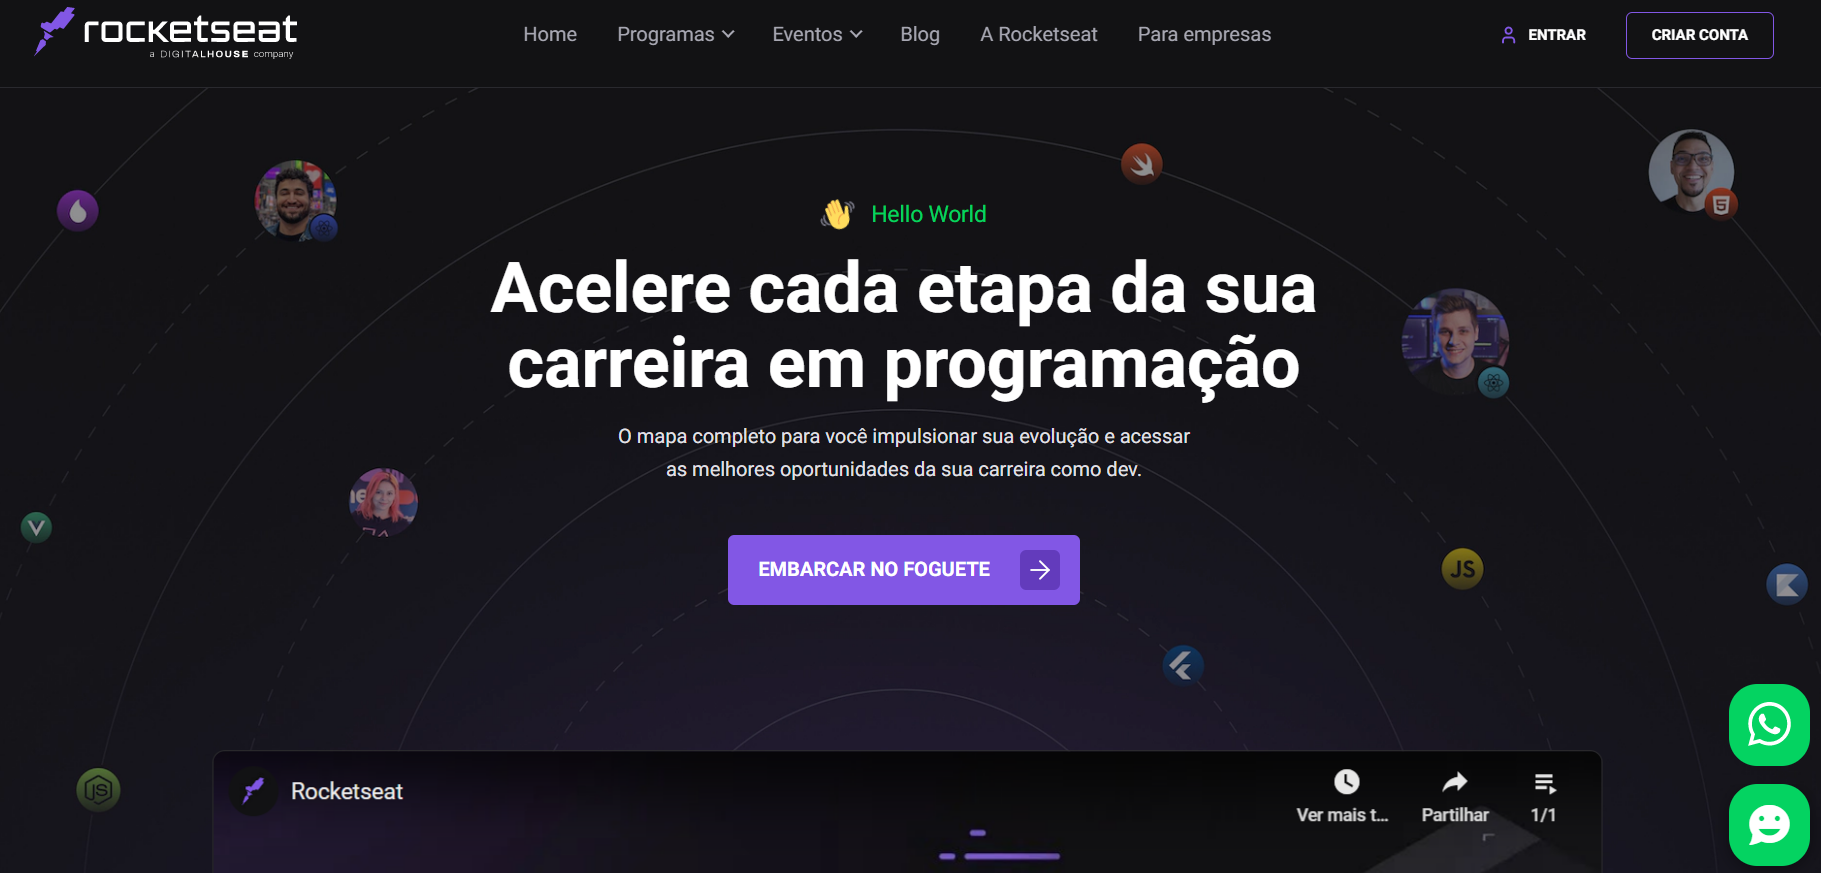 rocketseat
a DIGITALHOUSE company
Home
Programas
Eventos
Blog
A Rocketseat
Para empresas
ENTRAR
CRIAR CONTA
Hello World
Acelere cada etapa da sua
carreira em programação
O mapa completo para você impulsionar sua evolução e acessar
as melhores oportunidades da sua carreira como dev.
EMBARCAR NO FOGUETE
5
JS
JS
Rocketseat
Ver mais t...
Partilhar
1/1